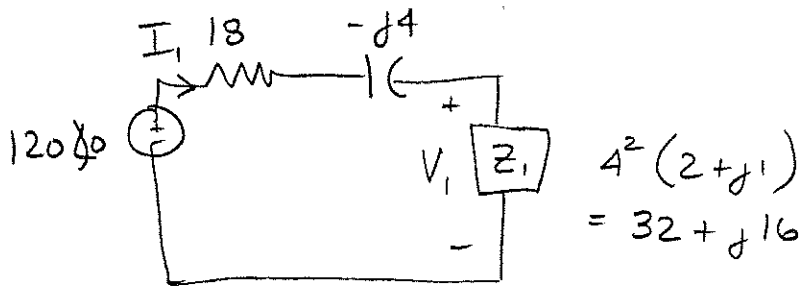 I₁ 18 -j4
120∠0
+
-
+
V₁ Z₁
-
4²(2+j1)
= 32 + j16